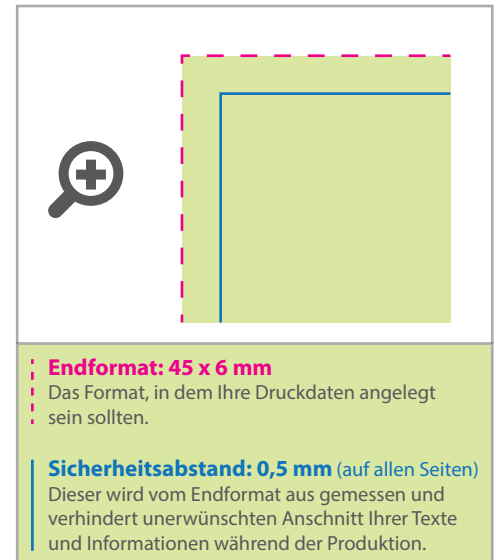 Endformat: 45 x 6 mm
Das Format, in dem Ihre Druckdaten angelegt
sein sollten.
Sicherheitsabstand: 0,5 mm (auf allen Seiten)
Dieser wird vom Endformat aus gemessen und
verhindert unerwünschten Anschnitt Ihrer Texte
und Informationen während der Produktion.